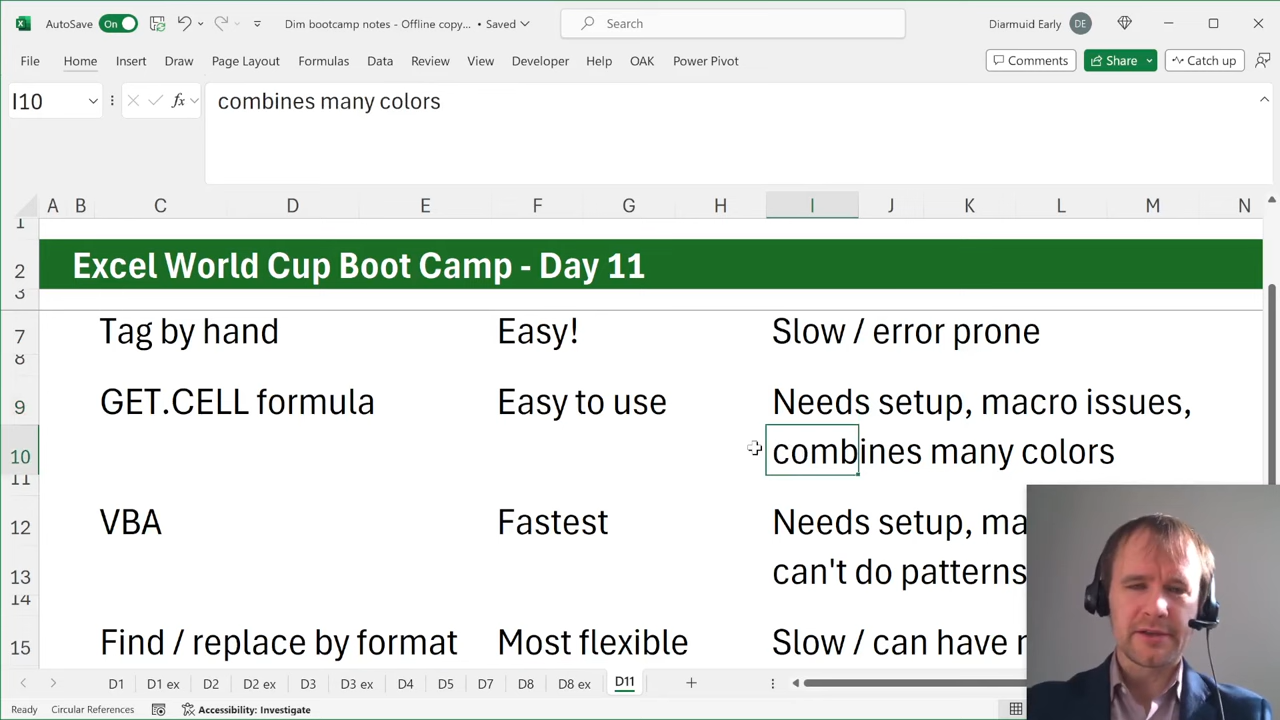 AutoSave On Dim bootcamp notes - Offline copy... • Saved Search Diarmuid Early DE
File Home Insert Draw Page Layout Formulas Data Review View Developer Help OAK Power Pivot Comments Share Catch up
I10 fx combines many colors
A B C D E F G H I J K L M N
1
2 Excel World Cup Boot Camp - Day 11
3
7 Tag by hand Easy! Slow / error prone
8
9 GET.CELL formula Easy to use Needs setup, macro issues,
10 combines many colors
11
12 VBA Fastest Needs setup, ma
13 can't do patterns
14
15 Find / replace by format Most flexible Slow / can have
D1 D1 ex D2 D2 ex D3 D3 ex D4 D5 D7 D8 D8 ex D11
Ready Circular References Accessibility: Investigate